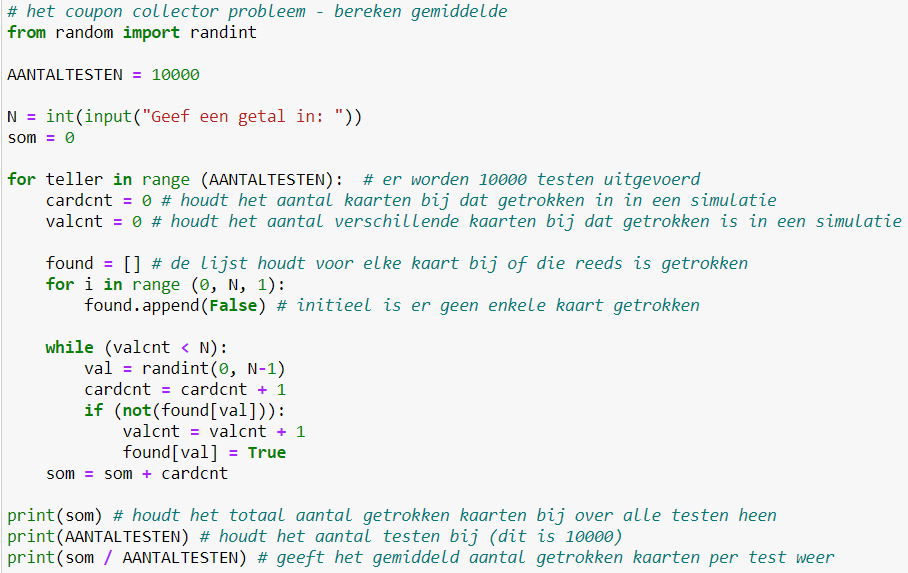 # het coupon collector probleem - bereken gemiddelde
from random import randint
AANTALTESTEN = 10000
N = int(input("Geef een getal in: "))
som = 0
for teller in range (AANTALTESTEN):  # er worden 10000 testen uitgevoerd
    cardcnt = 0 # houdt het aantal kaarten bij dat getrokken in in een simulatie
    valcnt = 0 # houdt het aantal verschillende kaarten bij dat getrokken is in een simulatie
    found = [] # de lijst houdt voor elke kaart bij of die reeds is getrokken
    for i in range (0, N, 1):
        found.append(False) # initieel is er geen enkele kaart getrokken
    while (valcnt < N):
        val = randint(0, N-1)
        cardcnt = cardcnt + 1
        if (not(found[val])):
            valcnt = valcnt + 1
            found[val] = True
    som = som + cardcnt
print(som) # houdt het totaal aantal getrokken kaarten bij over alle testen heen
print(AANTALTESTEN) # houdt het aantal testen bij (dit is 10000)
print(som / AANTALTESTEN) # geeft het gemiddeld aantal getrokken kaarten per test weer